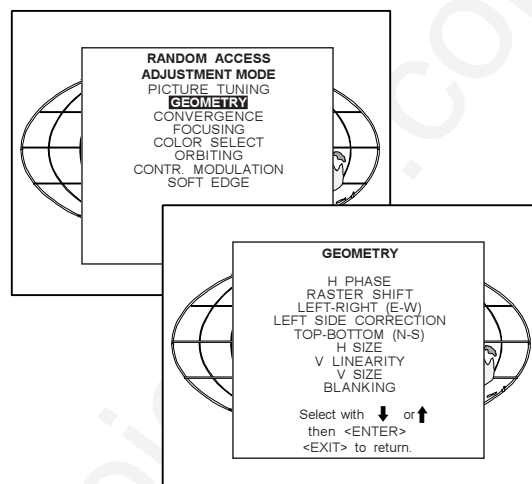 RANDOM ACCESS
ADJUSTMENT MODE
PICTURE TUNING
GEOMETRY
CONVERGENCE
FOCUSING
COLOR SELECT
ORBITING
CONTR. MODULATION
SOFT EDGE
GEOMETRY
H PHASE
RASTER SHIFT
LEFT-RIGHT (E-W)
LEFT SIDE CORRECTION
TOP-BOTTOM (N-S)
H SIZE
V LINEARITY
V SIZE
BLANKING
Select with ⬇ or ⬆
then <ENTER>
<EXIT> to return.